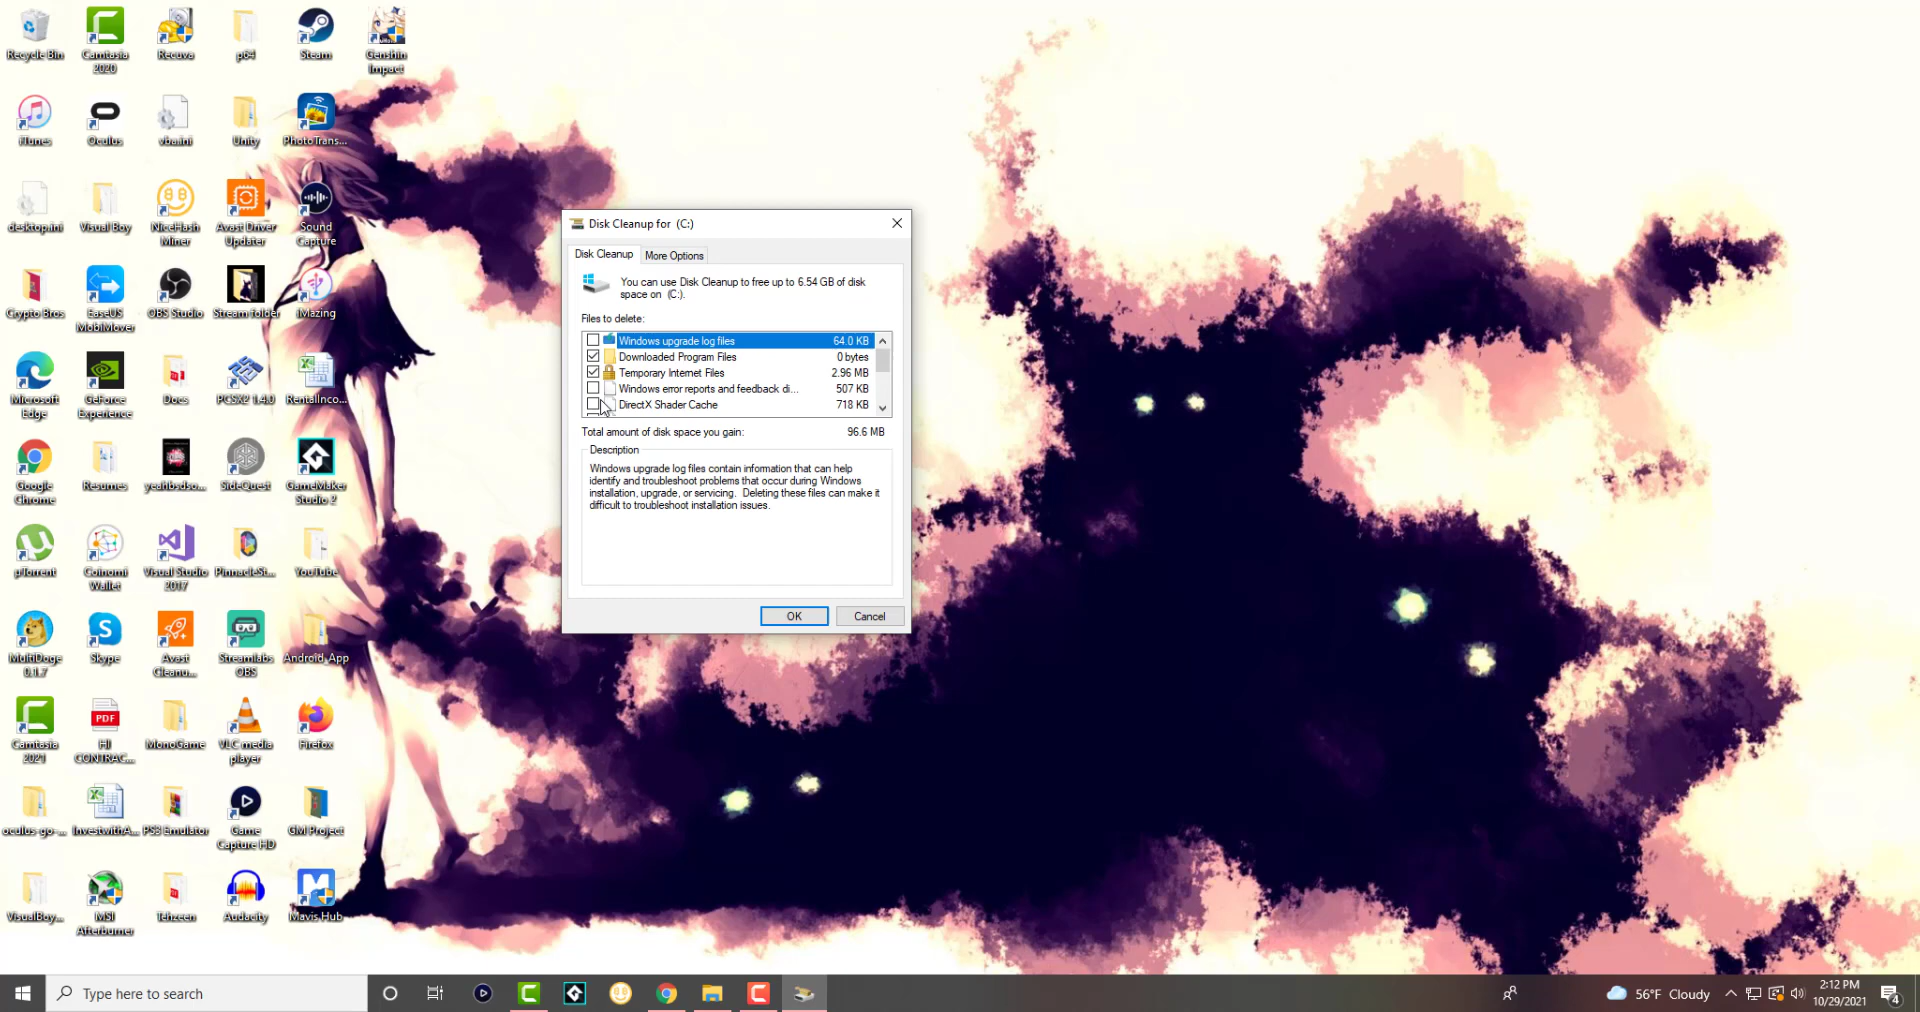 Recycle Bin
Camtasia
2020
Recuva
p64
Steam
Genshin
Impact
iTunes
Oculus
vba.ini
Unity
PhotoTrans...
desktop.ini
Visual Boy
NiceHash
Miner
Avast Driver
Updater
Sound
Capture
Crypto Bros
EaseUS
MobiMover
OBS Studio
Stream folder
iMazing
Microsoft
Edge
GeForce
Experience
Docs
PCSX2 1.4.0
RentalInco...
Google
Chrome
Resumes
yeahbsdso...
SideQuest
GameMaker
Studio 2
µTorrent
Coinomi
Wallet
Visual Studio
2017
PinnacleSt...
YouTube
MultiDoge
0.1.7
Skype
Avast
Cleanu...
Streamlabs
OBS
Android_App
Camtasia
2021
PDF
HI
CONTRAC...
MonoGame
VLC media
player
Firefox
oculus-go-...
InvestwithA...
PS3 Emulator
Game
Capture HD
GM Project
VisualBoy...
MSI
Afterburner
Tehzeen
Audacity
Mavis Hub
Disk Cleanup for (C:)
Disk Cleanup
More Options
You can use Disk Cleanup to free up to 6.54 GB of disk
space on (C:).
Files to delete:
Windows upgrade log files 64.0 KB
Downloaded Program Files 0 bytes
Temporary Internet Files 2.96 MB
Windows error reports and feedback di... 507 KB
DirectX Shader Cache 718 KB
Total amount of disk space you gain: 96.6 MB
Description
Windows upgrade log files contain information that can help
identify and troubleshoot problems that occur during Windows
installation, upgrade, or servicing. Deleting these files can make it
difficult to troubleshoot installation issues.
OK
Cancel
Type here to search
56°F Cloudy
2:12 PM
10/29/2021
4